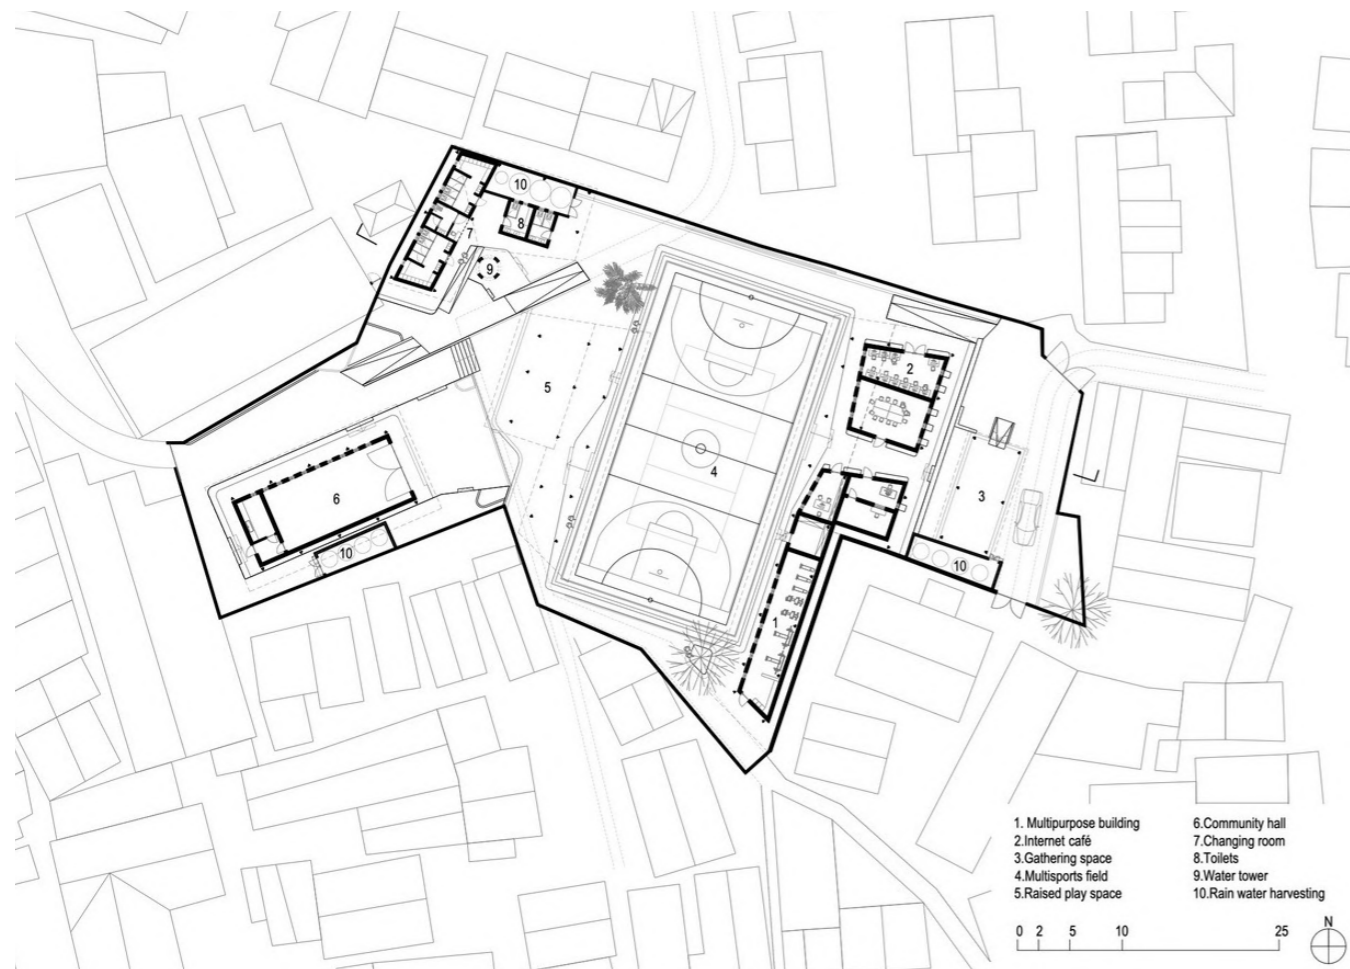 10
8
7
9
2
5
4
6
3
10
10
1
1. Multipurpose building
2.Internet café
3.Gathering space
4.Multisports field
5.Raised play space
6.Community hall
7.Changing room
8.Toilets
9.Water tower
10.Rain water harvesting
0 2 5 10 25
N